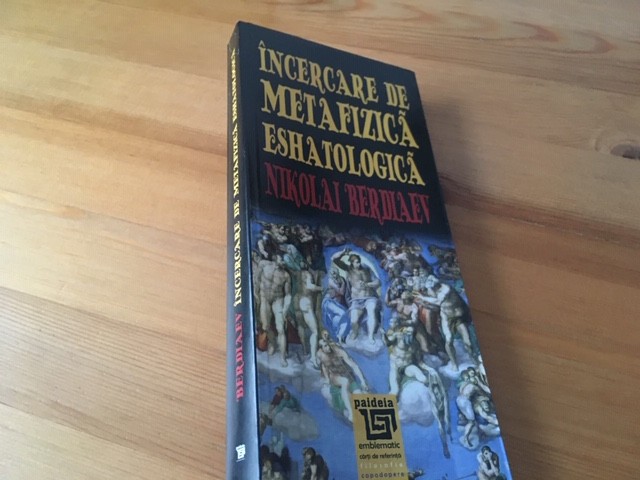 ÎNCERCARE DE
METAFIZICĂ
ESHATOLOGICĂ
NIKOLAI BERDIAEV
BERDIAEV ÎNCERCARE DE METAFIZICĂ ESHATOLOGICĂ
paideia
emblematic
cărți de referință
filosofie
capodopere